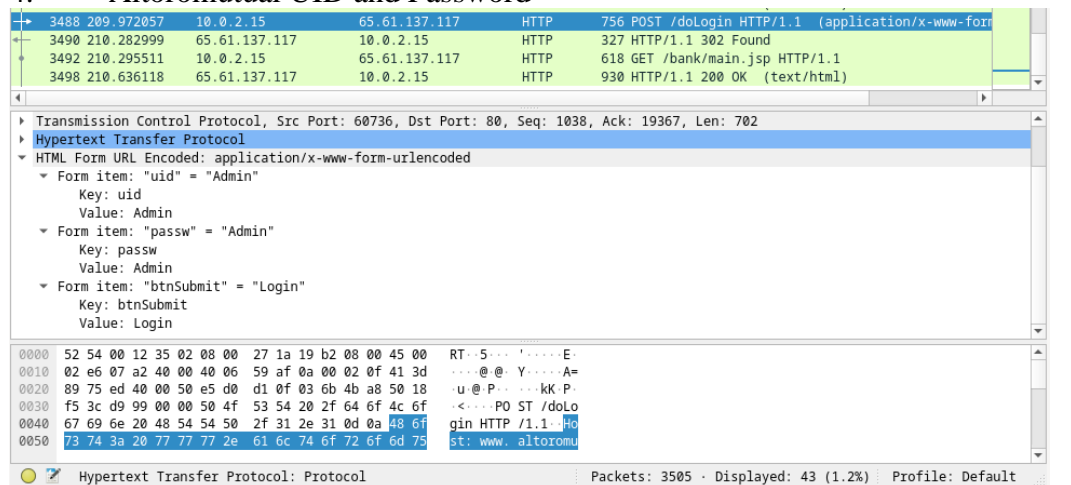 4. Altoromutual UID and Password
3488 209.972057 10.0.2.15 65.61.137.117 HTTP 756 POST /doLogin HTTP/1.1 (application/x-www-form
3490 210.282999 65.61.137.117 10.0.2.15 HTTP 327 HTTP/1.1 302 Found
3492 210.295511 10.0.2.15 65.61.137.117 HTTP 618 GET /bank/main.jsp HTTP/1.1
3498 210.636118 65.61.137.117 10.0.2.15 HTTP 930 HTTP/1.1 200 OK (text/html)
Transmission Control Protocol, Src Port: 60736, Dst Port: 80, Seq: 1038, Ack: 19367, Len: 702
Hypertext Transfer Protocol
HTML Form URL Encoded: application/x-www-form-urlencoded
Form item: "uid" = "Admin"
Key: uid
Value: Admin
Form item: "passw" = "Admin"
Key: passw
Value: Admin
Form item: "btnSubmit" = "Login"
Key: btnSubmit
Value: Login
0000 52 54 00 12 35 02 08 00 27 1a 19 b2 08 00 45 00 RT··5··· '·····E·
0010 02 e6 07 a2 40 00 40 06 59 af 0a 00 02 0f 41 3d ····@·@· Y·····A=
0020 89 75 ed 40 00 50 e5 d0 d1 0f 03 6b 4b a8 50 18 ·u·@·P·· ···kK·P·
0030 f5 3c d9 99 00 00 50 4f 53 54 20 2f 64 6f 4c 6f ·<····PO ST /doLo
0040 67 69 6e 20 48 54 54 50 2f 31 2e 31 0d 0a 48 6f gin HTTP /1.1··Ho
0050 73 74 3a 20 77 77 77 2e 61 6c 74 6f 72 6f 6d 75 st: www. altoromu
Hypertext Transfer Protocol: Protocol Packets: 3505 · Displayed: 43 (1.2%) Profile: Default